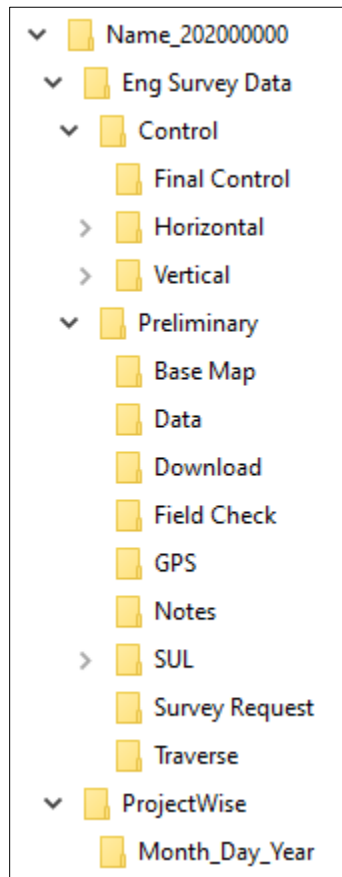 Name_202000000
Eng Survey Data
Control
Final Control
Horizontal
Vertical
Preliminary
Base Map
Data
Download
Field Check
GPS
Notes
SUL
Survey Request
Traverse
ProjectWise
Month_Day_Year